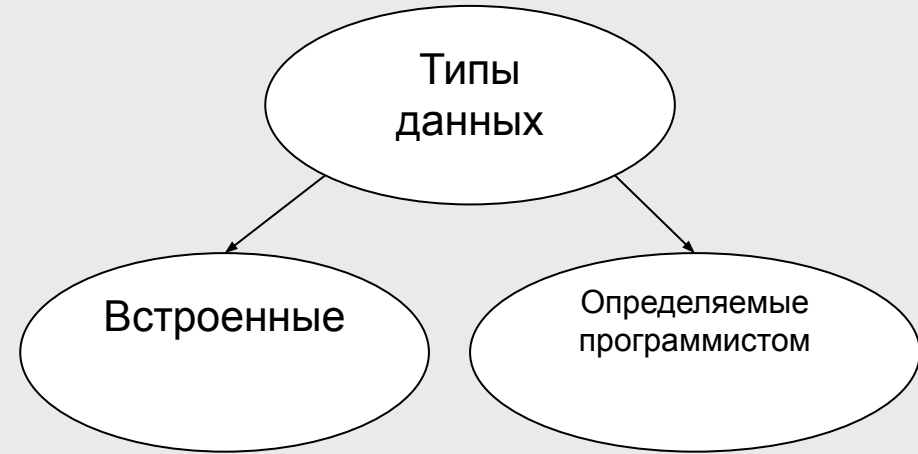 Типы
данных
Встроенные
Определяемые
программистом